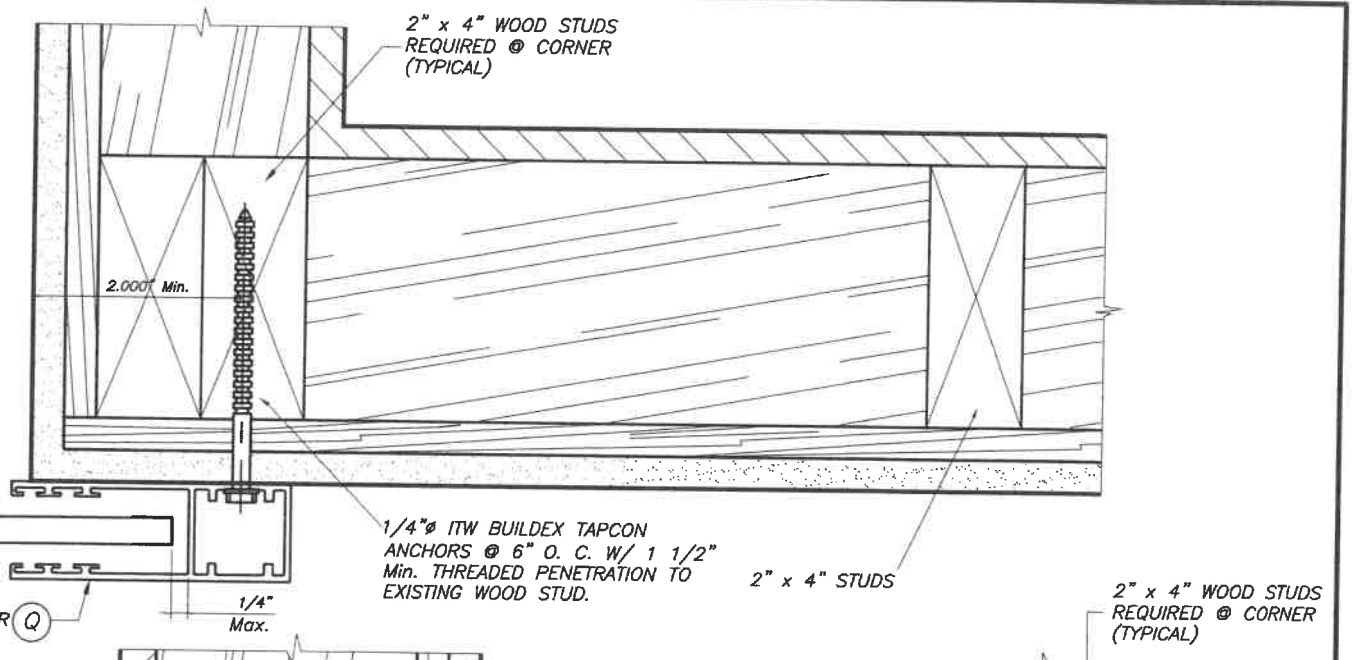 2" x 4" WOOD STUDS
REQUIRED @ CORNER
(TYPICAL)
2.000" Min.
1/4"ø ITW BUILDEX TAPCON
ANCHORS @ 6" O. C. W/ 1 1/2"
Min. THREADED PENETRATION TO
EXISTING WOOD STUD.
2" x 4" STUDS
R Q
1/4"
Max.
2" x 4" WOOD STUDS
REQUIRED @ CORNER
(TYPICAL)